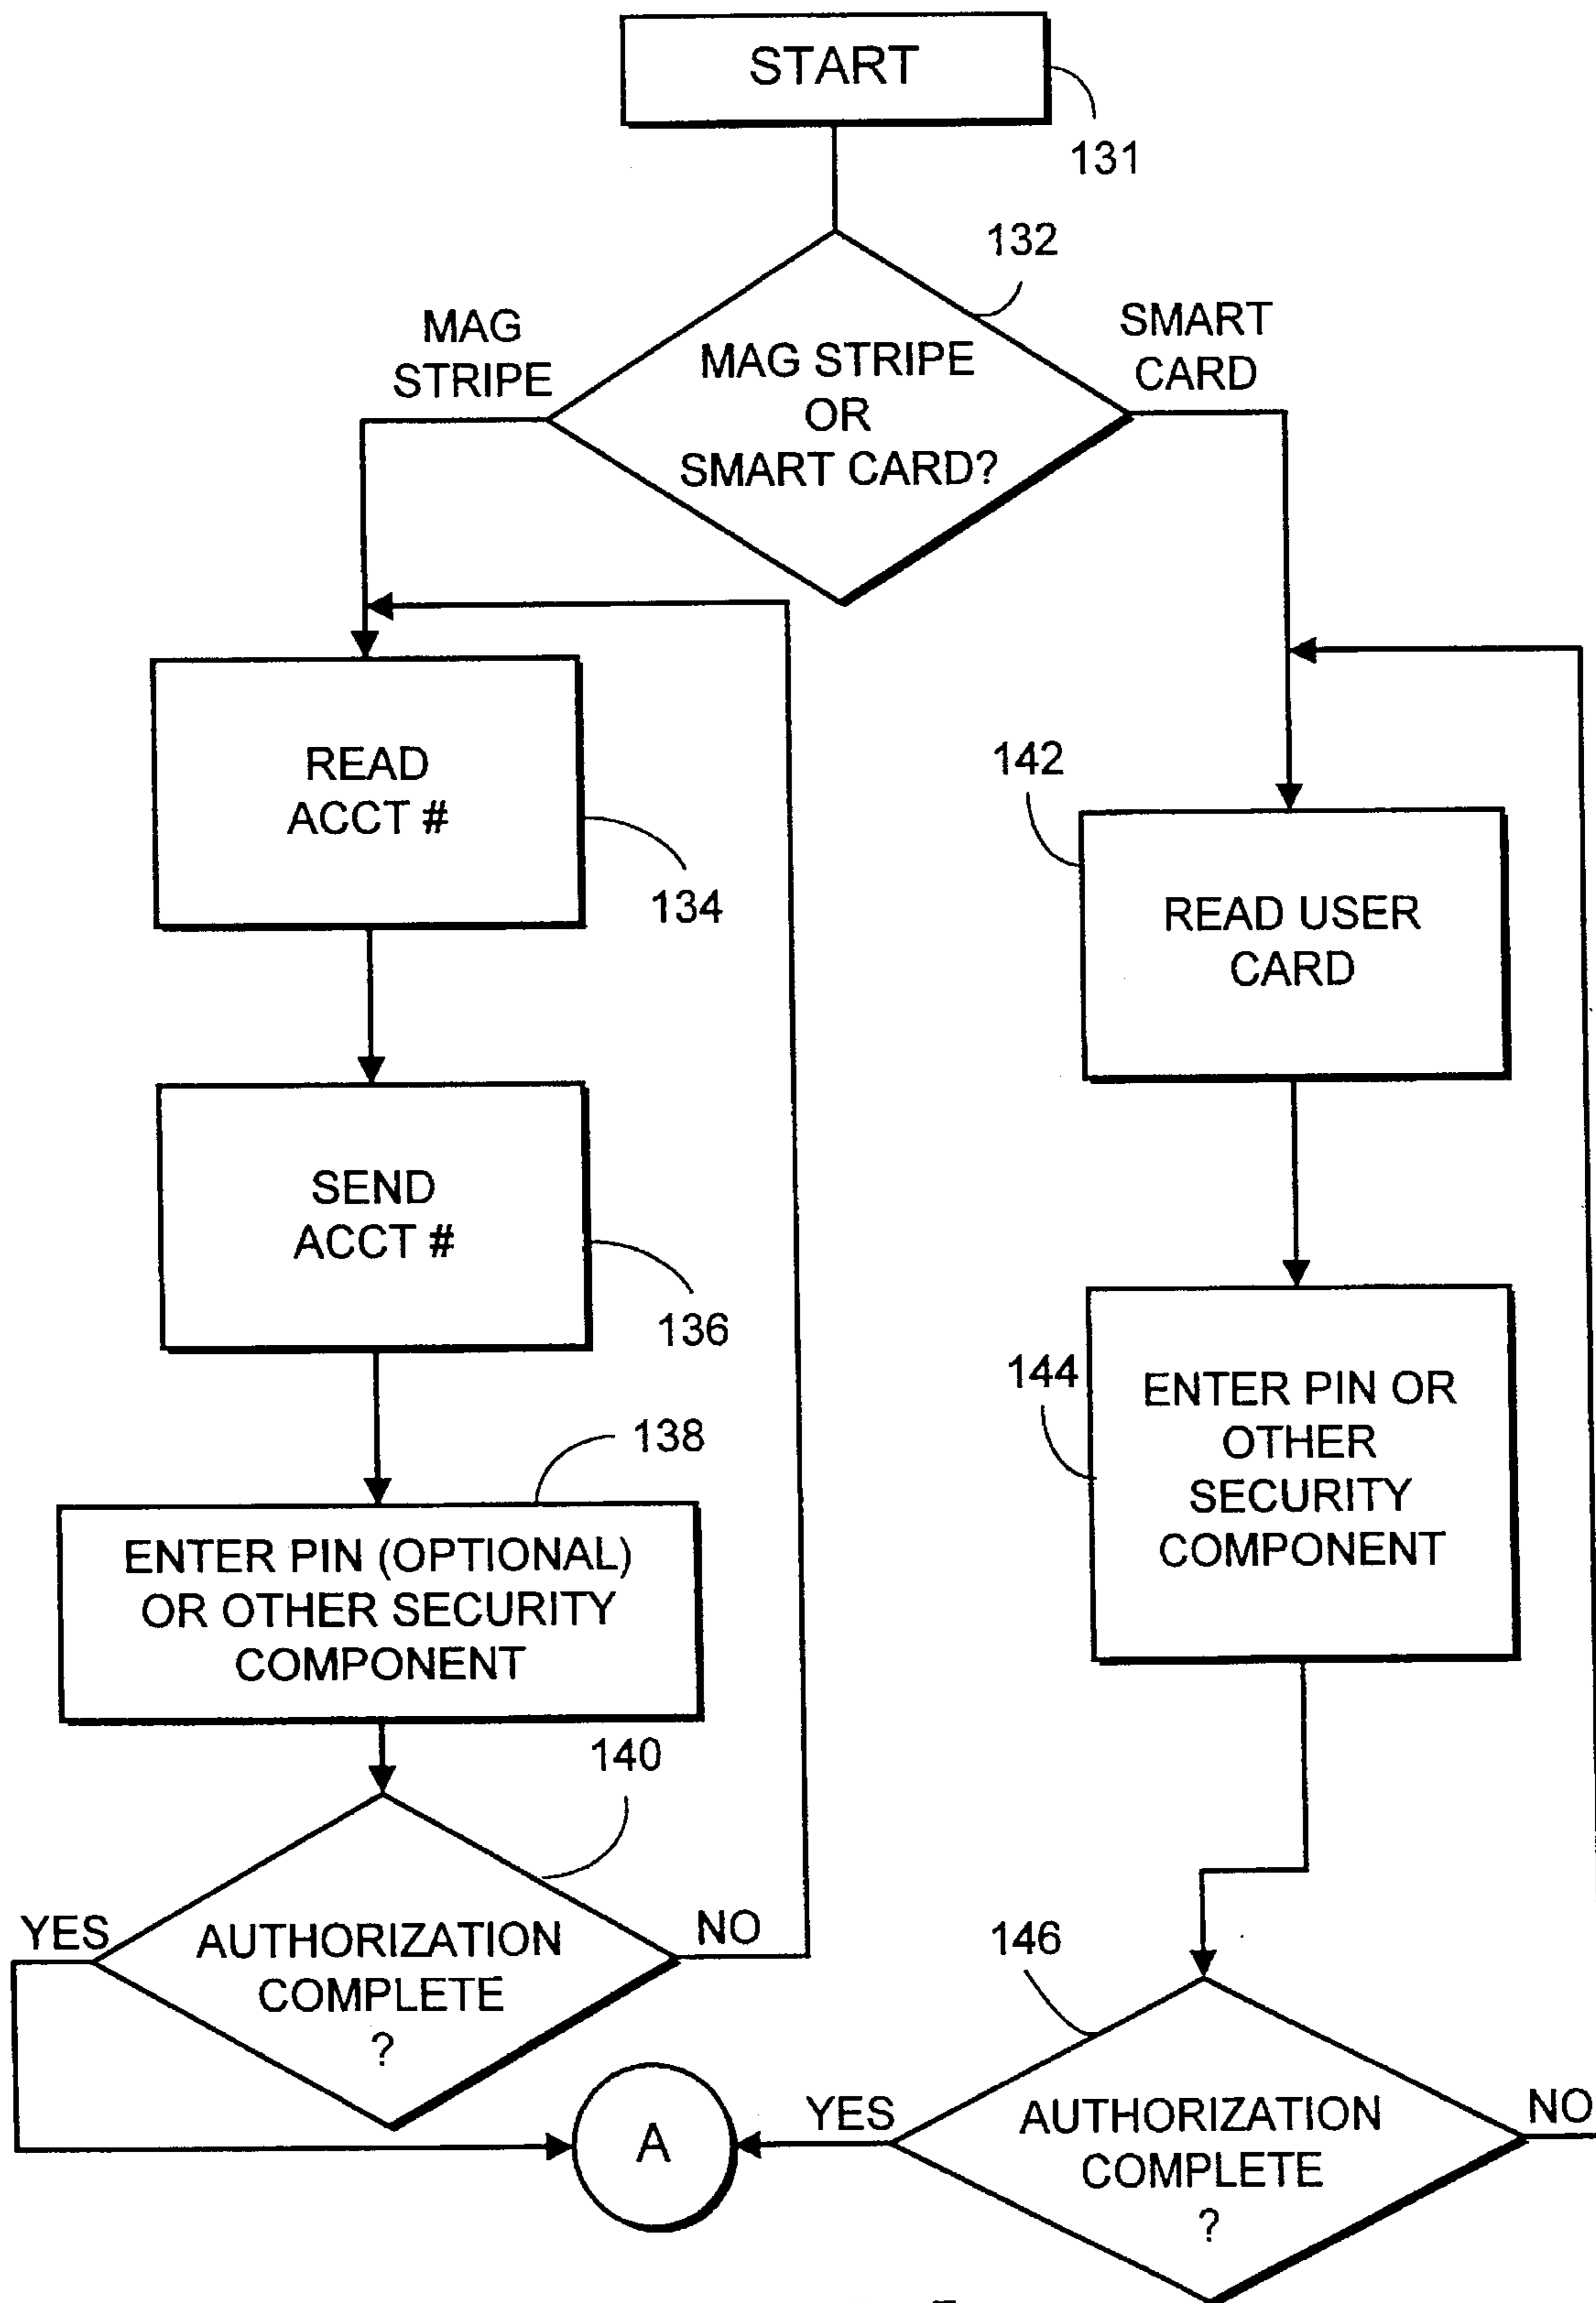 START
131
132
MAG
STRIPE
MAG STRIPE
OR
SMART CARD?
SMART
CARD
READ
ACCT #
134
SEND
ACCT #
136
138
ENTER PIN (OPTIONAL)
OR OTHER SECURITY
COMPONENT
140
YES
AUTHORIZATION
COMPLETE
?
NO
142
READ USER
CARD
144
ENTER PIN OR
OTHER
SECURITY
COMPONENT
146
YES
AUTHORIZATION
COMPLETE
?
NO
A